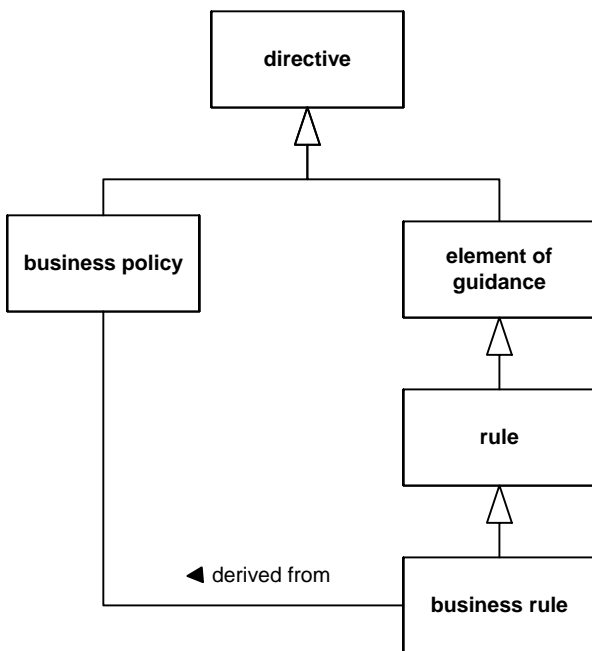 directive
business policy
element of
guidance
rule
derived from
business rule